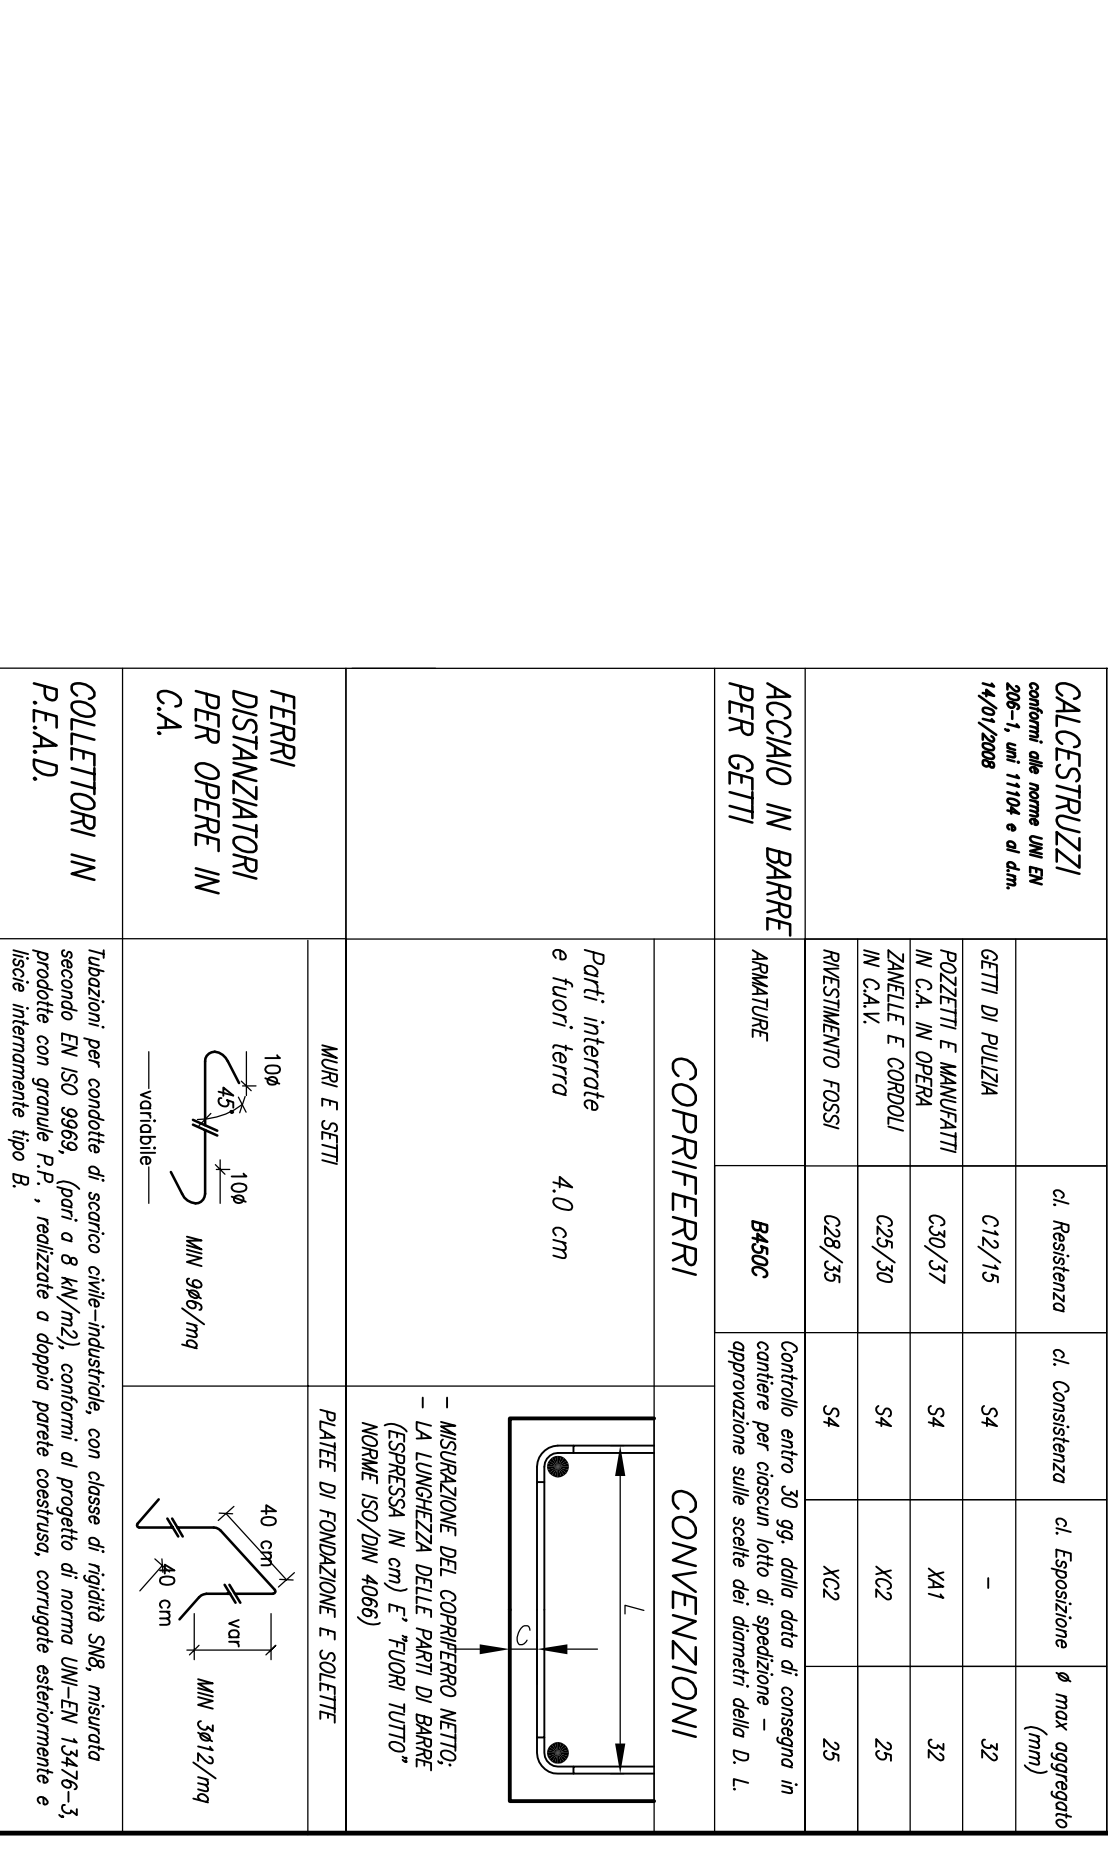 CALCESTRUZZI
conformi alle norme UNI EN
206-1, uni 11104 e al d.m.
14/01/2008
cl. Resistenza cl. Consistenza cl. Esposizione ø max aggregato
(mm)
GETTI DI PULIZIA C12/15 S4 - 32
POZZETTI E MANUFATTI
IN C.A. IN OPERA C30/37 S4 XA1 32
ZANELLE E CORDOLI
IN C.A.V. C25/30 S4 XC2 25
RIVESTIMENTO FOSSI C28/35 S4 XC2 25
ACCIAIO IN BARRE
PER GETTI
ARMATURE B450C
Controllo entro 30 gg. dalla data di consegna in
cantiere per ciascun lotto di spedizione -
approvazione sulle scelte dei diametri della D. L.
COPRIFERRI
Parti interrate
e fuori terra 4.0 cm
CONVENZIONI
L
C
- MISURAZIONE DEL COPRIFERRO NETTO;
- LA LUNGHEZZA DELLE PARTI DI BARRE
(ESPRESSA IN cm) E' "FUORI TUTTO"
NORME ISO/DIN 4066)
FERRI
DISTANZIATORI
PER OPERE IN
C.A.
MURI E SETTI
10ø
45°
10ø
variabile
MIN 9ø6/mq
PLATEE DI FONDAZIONE E SOLETTE
40 cm
var
40 cm
MIN 3ø12/mq
COLLETTORI IN
P.E.A.D.
Tubazioni per condotte di scarico civile-industriale, con classe di rigidità SN8, misurata
secondo EN ISO 9969, (pari a 8 kN/m2), conformi al progetto di norma UNI-EN 13476-3,
prodotte con granule P.P. , realizzate a doppia parete coestrusa, corrugate esteriormente e
liscie internamente tipo B.